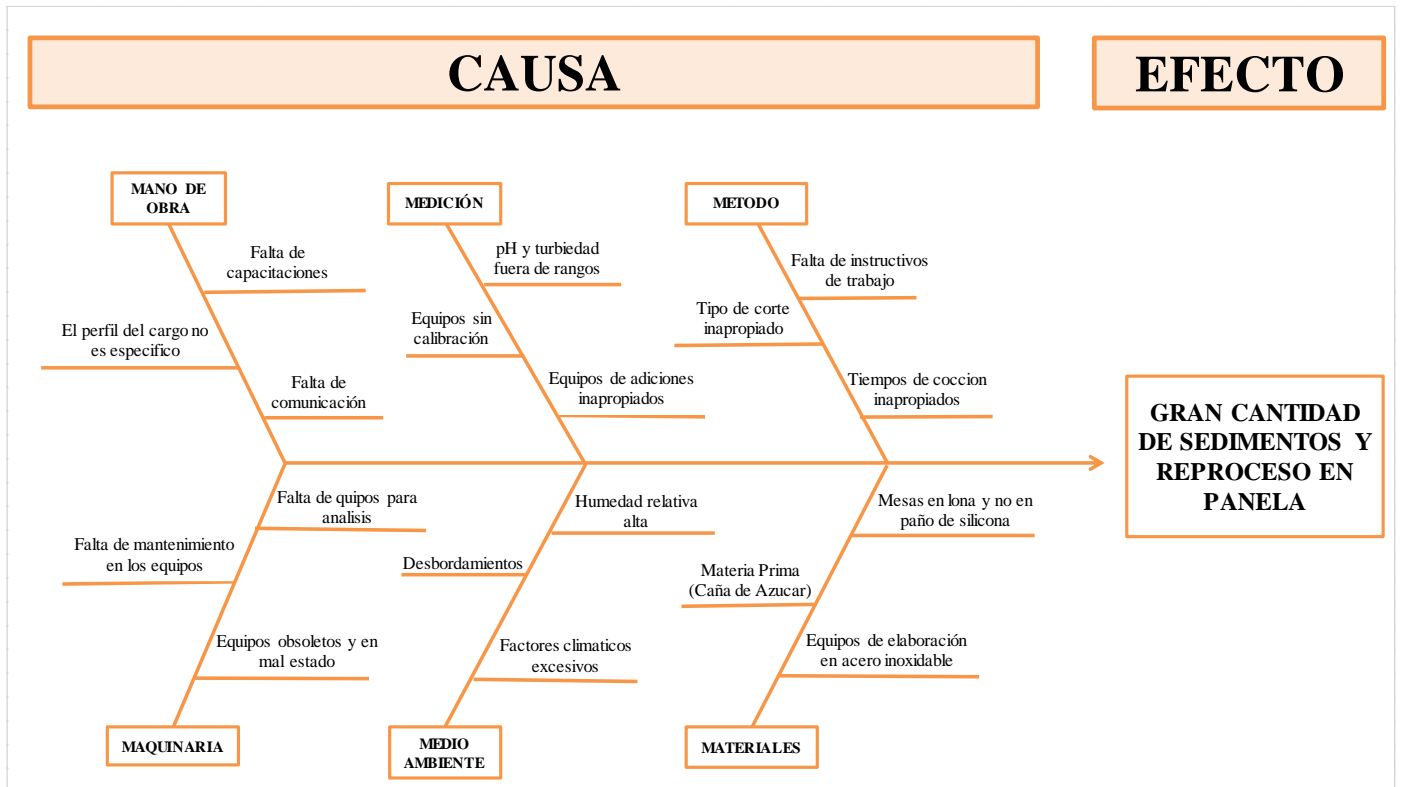 CAUSA
EFECTO
MANO DE
OBRA
MEDICIÓN
METODO
Falta de
capacitaciones
El perfil del cargo no
es especifico
Falta de
comunicación
pH y turbiedad
fuera de rangos
Equipos sin
calibración
Equipos de adiciones
inapropiados
Falta de instructivos
de trabajo
Tipo de corte
inapropiado
Tiempos de coccion
inapropiados
GRAN CANTIDAD
DE SEDIMENTOS Y
REPROCESO EN
PANELA
Falta de quipos para
analisis
Falta de mantenimiento
en los equipos
Equipos obsoletos y en
mal estado
Humedad relativa
alta
Desbordamientos
Factores climaticos
excesivos
Mesas en lona y no en
paño de silicona
Materia Prima
(Caña de Azucar)
Equipos de elaboración
en acero inoxidable
MAQUINARIA
MEDIO
AMBIENTE
MATERIALES